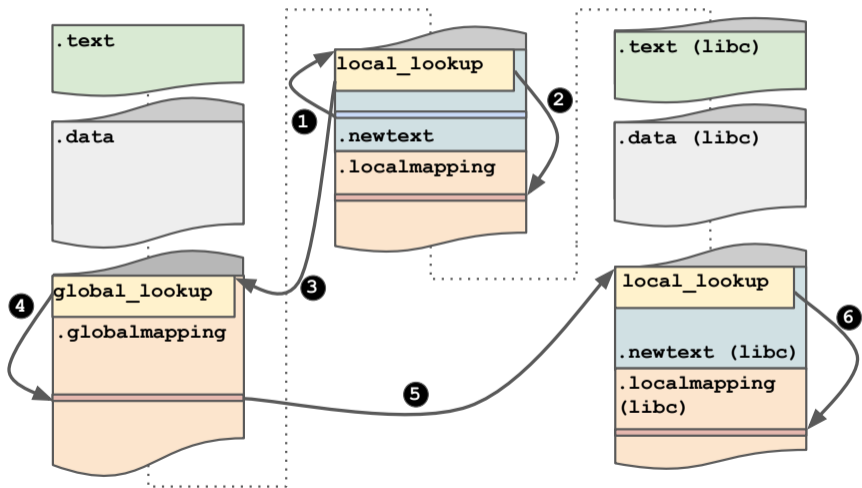 .text
.data
global_lookup
.globalmapping
local_lookup
.newtext
.localmapping
.text (libc)
.data (libc)
local_lookup
.newtext (libc)
.localmapping
(libc)
1
2
3
4
5
6